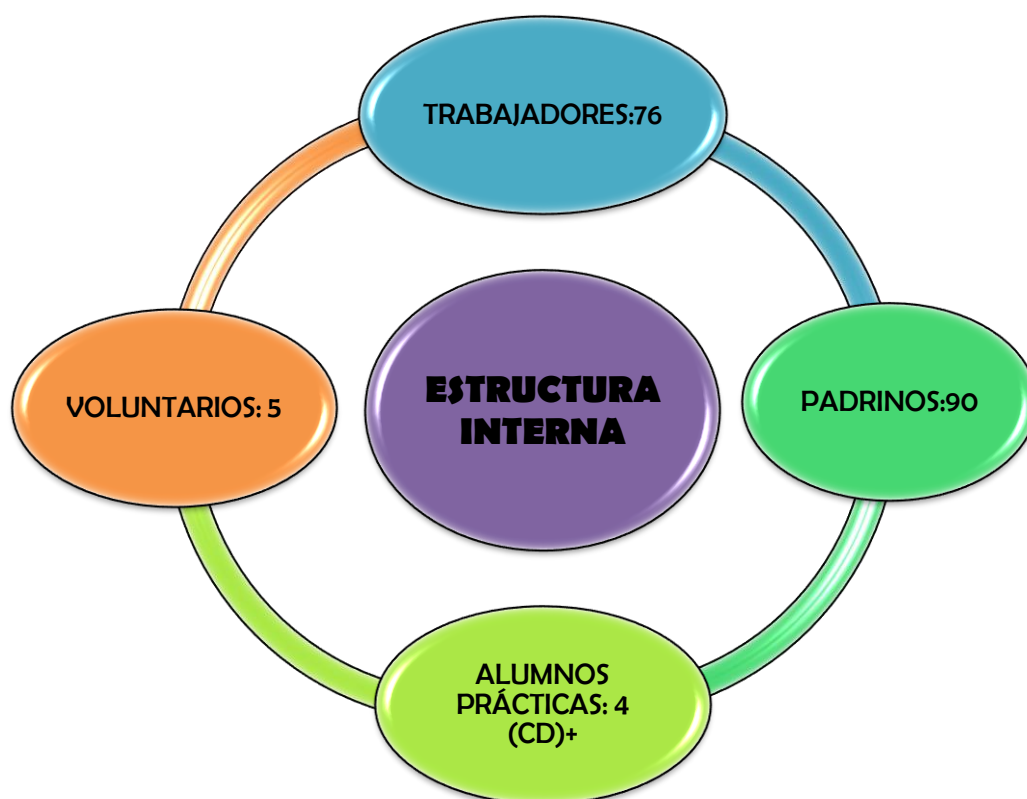 TRABAJADORES:76
VOLUNTARIOS: 5
ESTRUCTURA
INTERNA
PADRINOS:90
ALUMNOS
PRÁCTICAS: 4
(CD)+